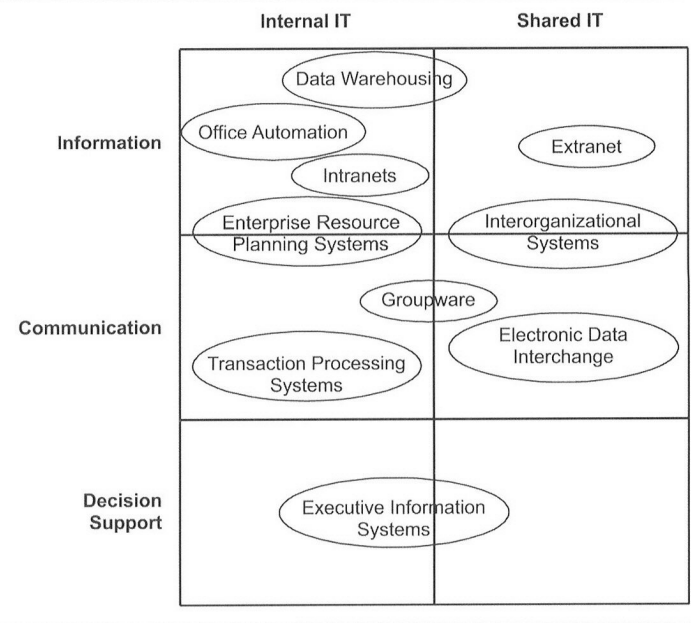 Internal IT
Shared IT
Data Warehousing
Information
Office Automation
Extranet
Intranets
Enterprise Resource
Planning Systems
Interorganizational
Systems
Communication
Groupware
Transaction Processing
Systems
Electronic Data
Interchange
Decision
Support
Executive Information
Systems